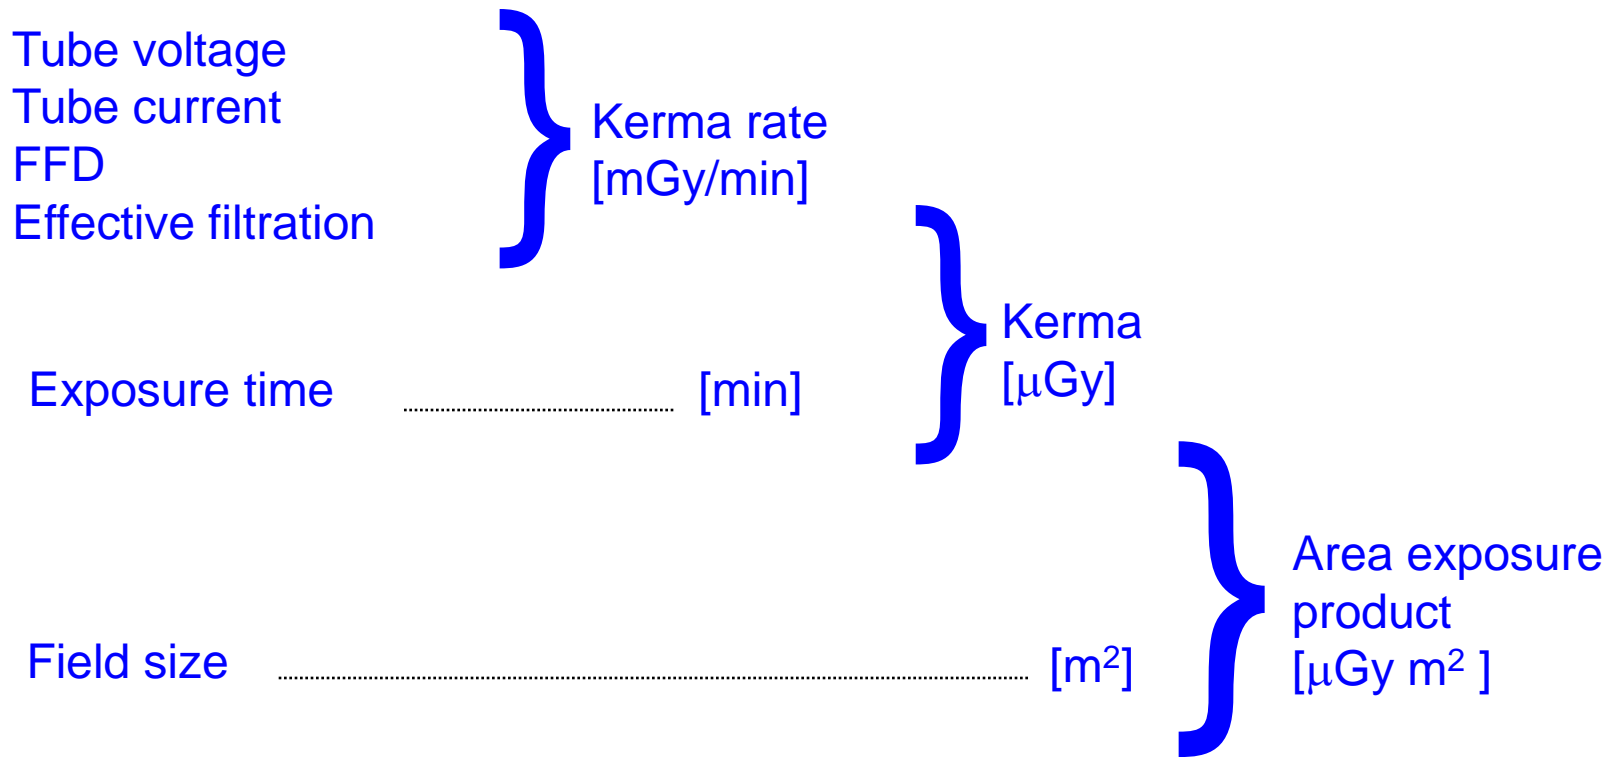 Tube voltage
Tube current
FFD
Effective filtration
Kerma rate
[mGy/min]
Exposure time
[min]
Kerma
[μGy]
Field size
[m²]
Area exposure
product
[μGy m² ]